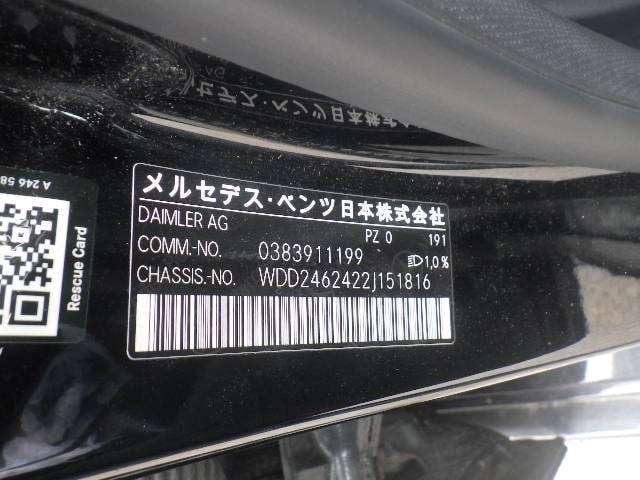 メルセデス・ベンツ日本株式会社
DAIMLER AG
PZ 0 191
COMM.-NO. 0383911199 1,0%
CHASSIS.-NO. WDD2462422J151816
A 246 58
Rescue Card